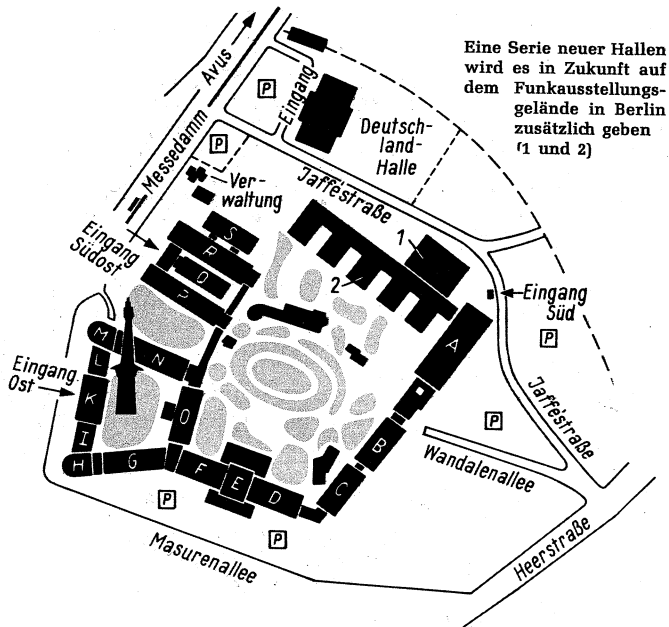 Eine Serie neuer Hallen
wird es in Zukunft auf
dem Funkausstellungs-
gelände in Berlin
zusätzlich geben
(1 und 2)
Avus
Messedamm
P
Eingang
Deutsch-
land-
Halle
P
Ver-
waltung
Jafféstraße
Eingang
Südost
S
R
Q
P
1
2
Eingang
Süd
P
A
M
N
L
Eingang
Ost
K
O
I
H
G
F
E
D
C
B
P
Wandalenallee
Jafféstraße
P
P
Masurenallee
Heerstraße